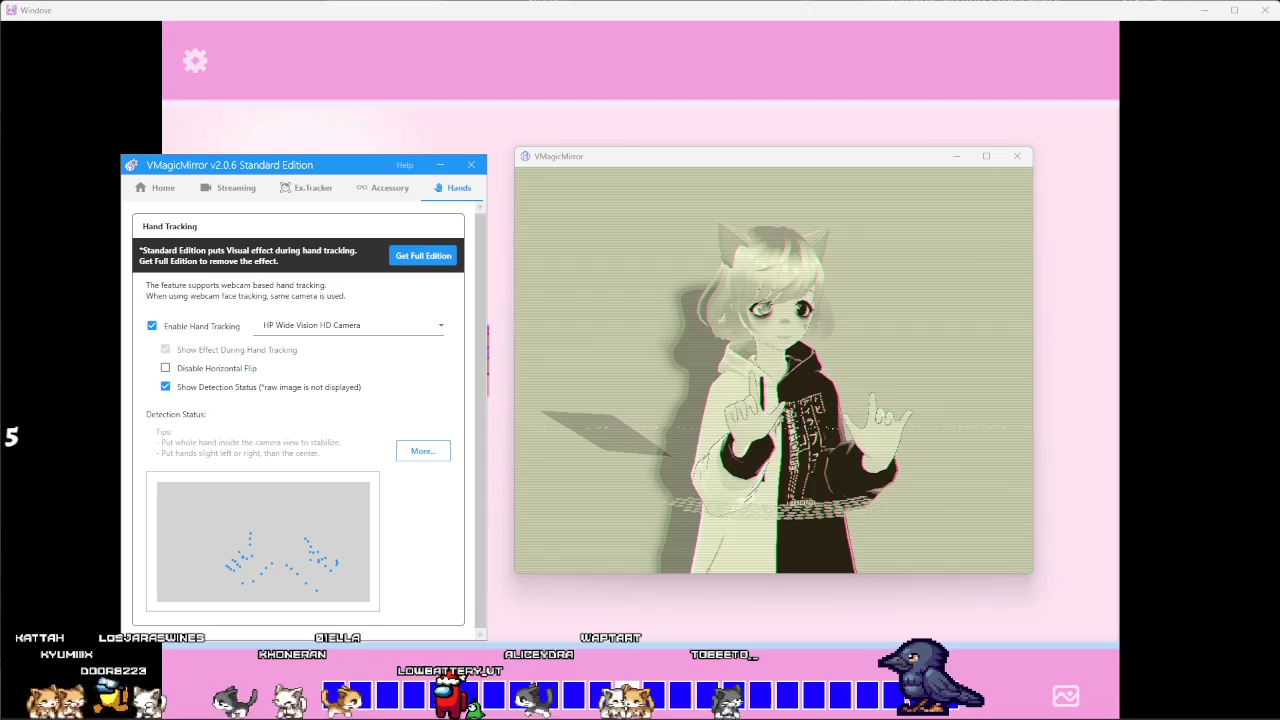 Windose
VMagicMirror v2.0.6 Standard Edition
Help
Home
Streaming
Ex.Tracker
Accessory
Hands
Hand Tracking
*Standard Edition puts Visual effect during hand tracking.
Get Full Edition to remove the effect.
Get Full Edition
The feature supports webcam based hand tracking.
When using webcam face tracking, same camera is used.
Enable Hand Tracking
HP Wide Vision HD Camera
Show Effect During Hand Tracking
Disable Horizontal Flip
Show Detection Status (*raw image is not displayed)
Detection Status:
Tips:
- Put whole hand inside the camera view to stabilize.
- Put hands slight left or right, than the center.
More...
VMagicMirror
5
KATTAH
LOSJARASWINES
01ELLA
WAPTART
KYUMIIIX
KHONERAN
ALICEYDRA
TOBEETO__
DOOR8223
LOWBATTERY_VT